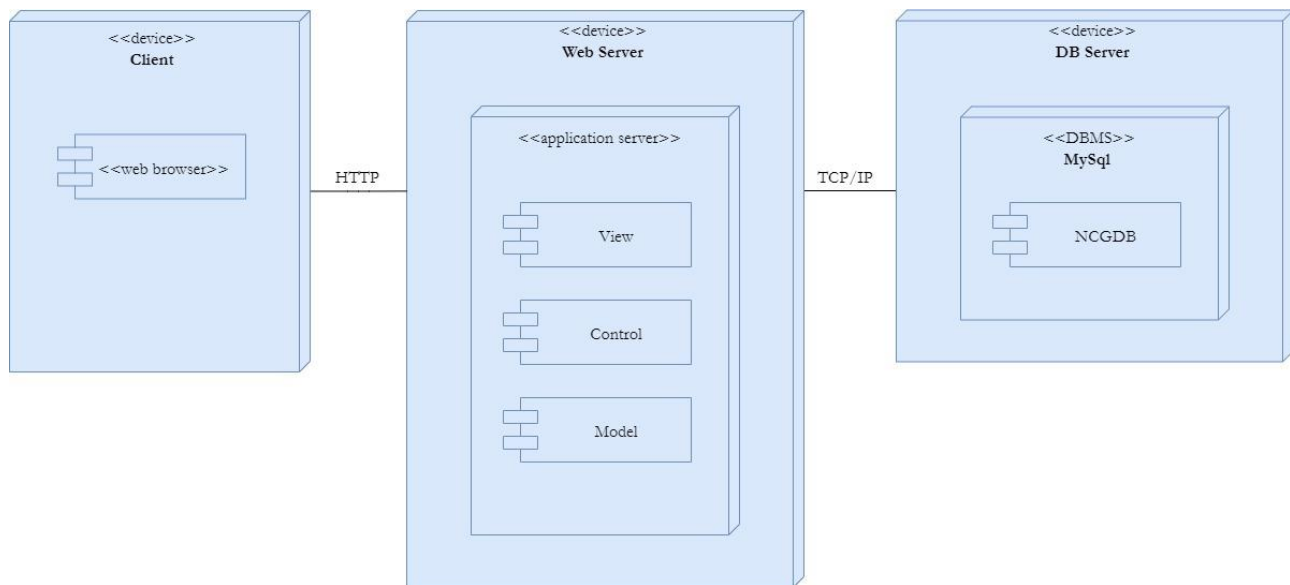 <<device>>
Client
<<web browser>>
HTTP
<<device>>
Web Server
<<application server>>
View
Control
Model
TCP/IP
<<device>>
DB Server
<<DBMS>>
MySql
NCGDB